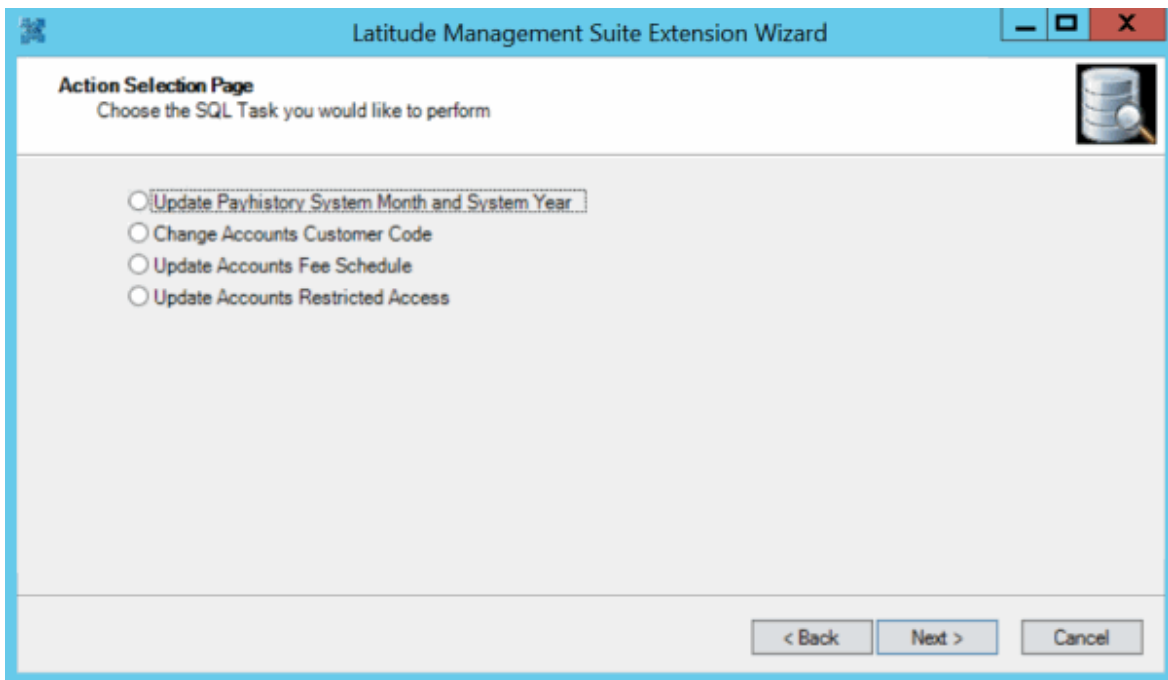 Latitude Management Suite Extension Wizard
Action Selection Page
Choose the SQL Task you would like to perform
Update Payhistory System Month and System Year
Change Accounts Customer Code
Update Accounts Fee Schedule
Update Accounts Restricted Access
< Back Next > Cancel